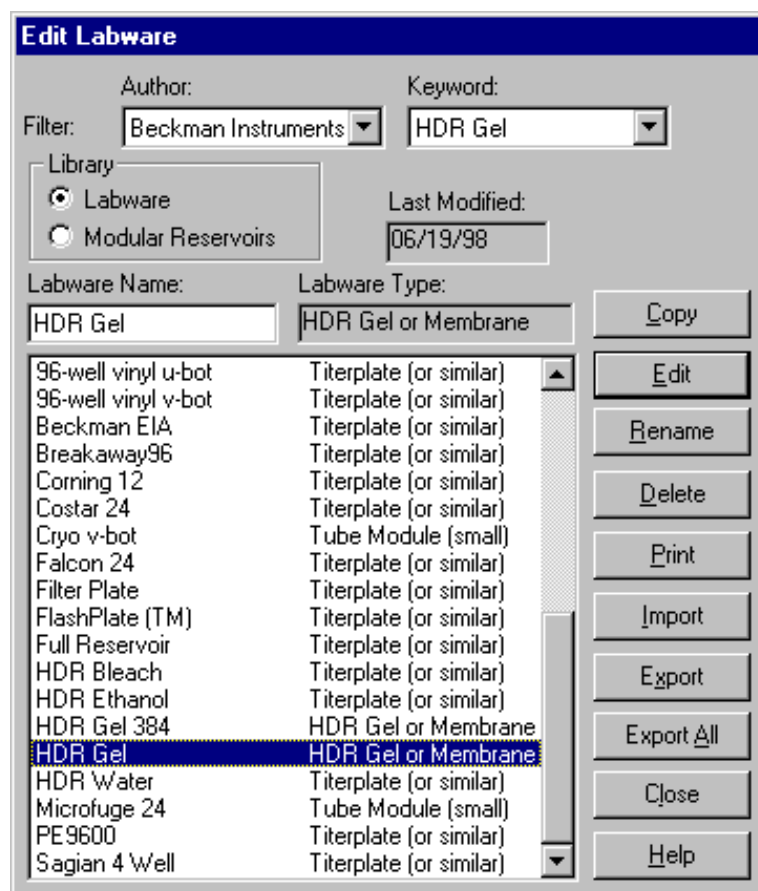 Edit Labware
Author: Keyword:
Filter: Beckman Instruments HDR Gel
Library
Labware
Modular Reservoirs
Last Modified:
06/19/98
Labware Name: Labware Type:
HDR Gel HDR Gel or Membrane
96-well vinyl u-bot Titerplate (or similar)
96-well vinyl v-bot Titerplate (or similar)
Beckman EIA Titerplate (or similar)
Breakaway96 Titerplate (or similar)
Corning 12 Titerplate (or similar)
Costar 24 Titerplate (or similar)
Cryo v-bot Tube Module (small)
Falcon 24 Titerplate (or similar)
Filter Plate Titerplate (or similar)
FlashPlate (TM) Titerplate (or similar)
Full Reservoir Titerplate (or similar)
HDR Bleach Titerplate (or similar)
HDR Ethanol Titerplate (or similar)
HDR Gel 384 HDR Gel or Membrane
HDR Gel HDR Gel or Membrane
HDR Water Titerplate (or similar)
Microfuge 24 Tube Module (small)
PE9600 Titerplate (or similar)
Sagian 4 Well Titerplate (or similar)
Copy
Edit
Rename
Delete
Print
Import
Export
Export All
Close
Help